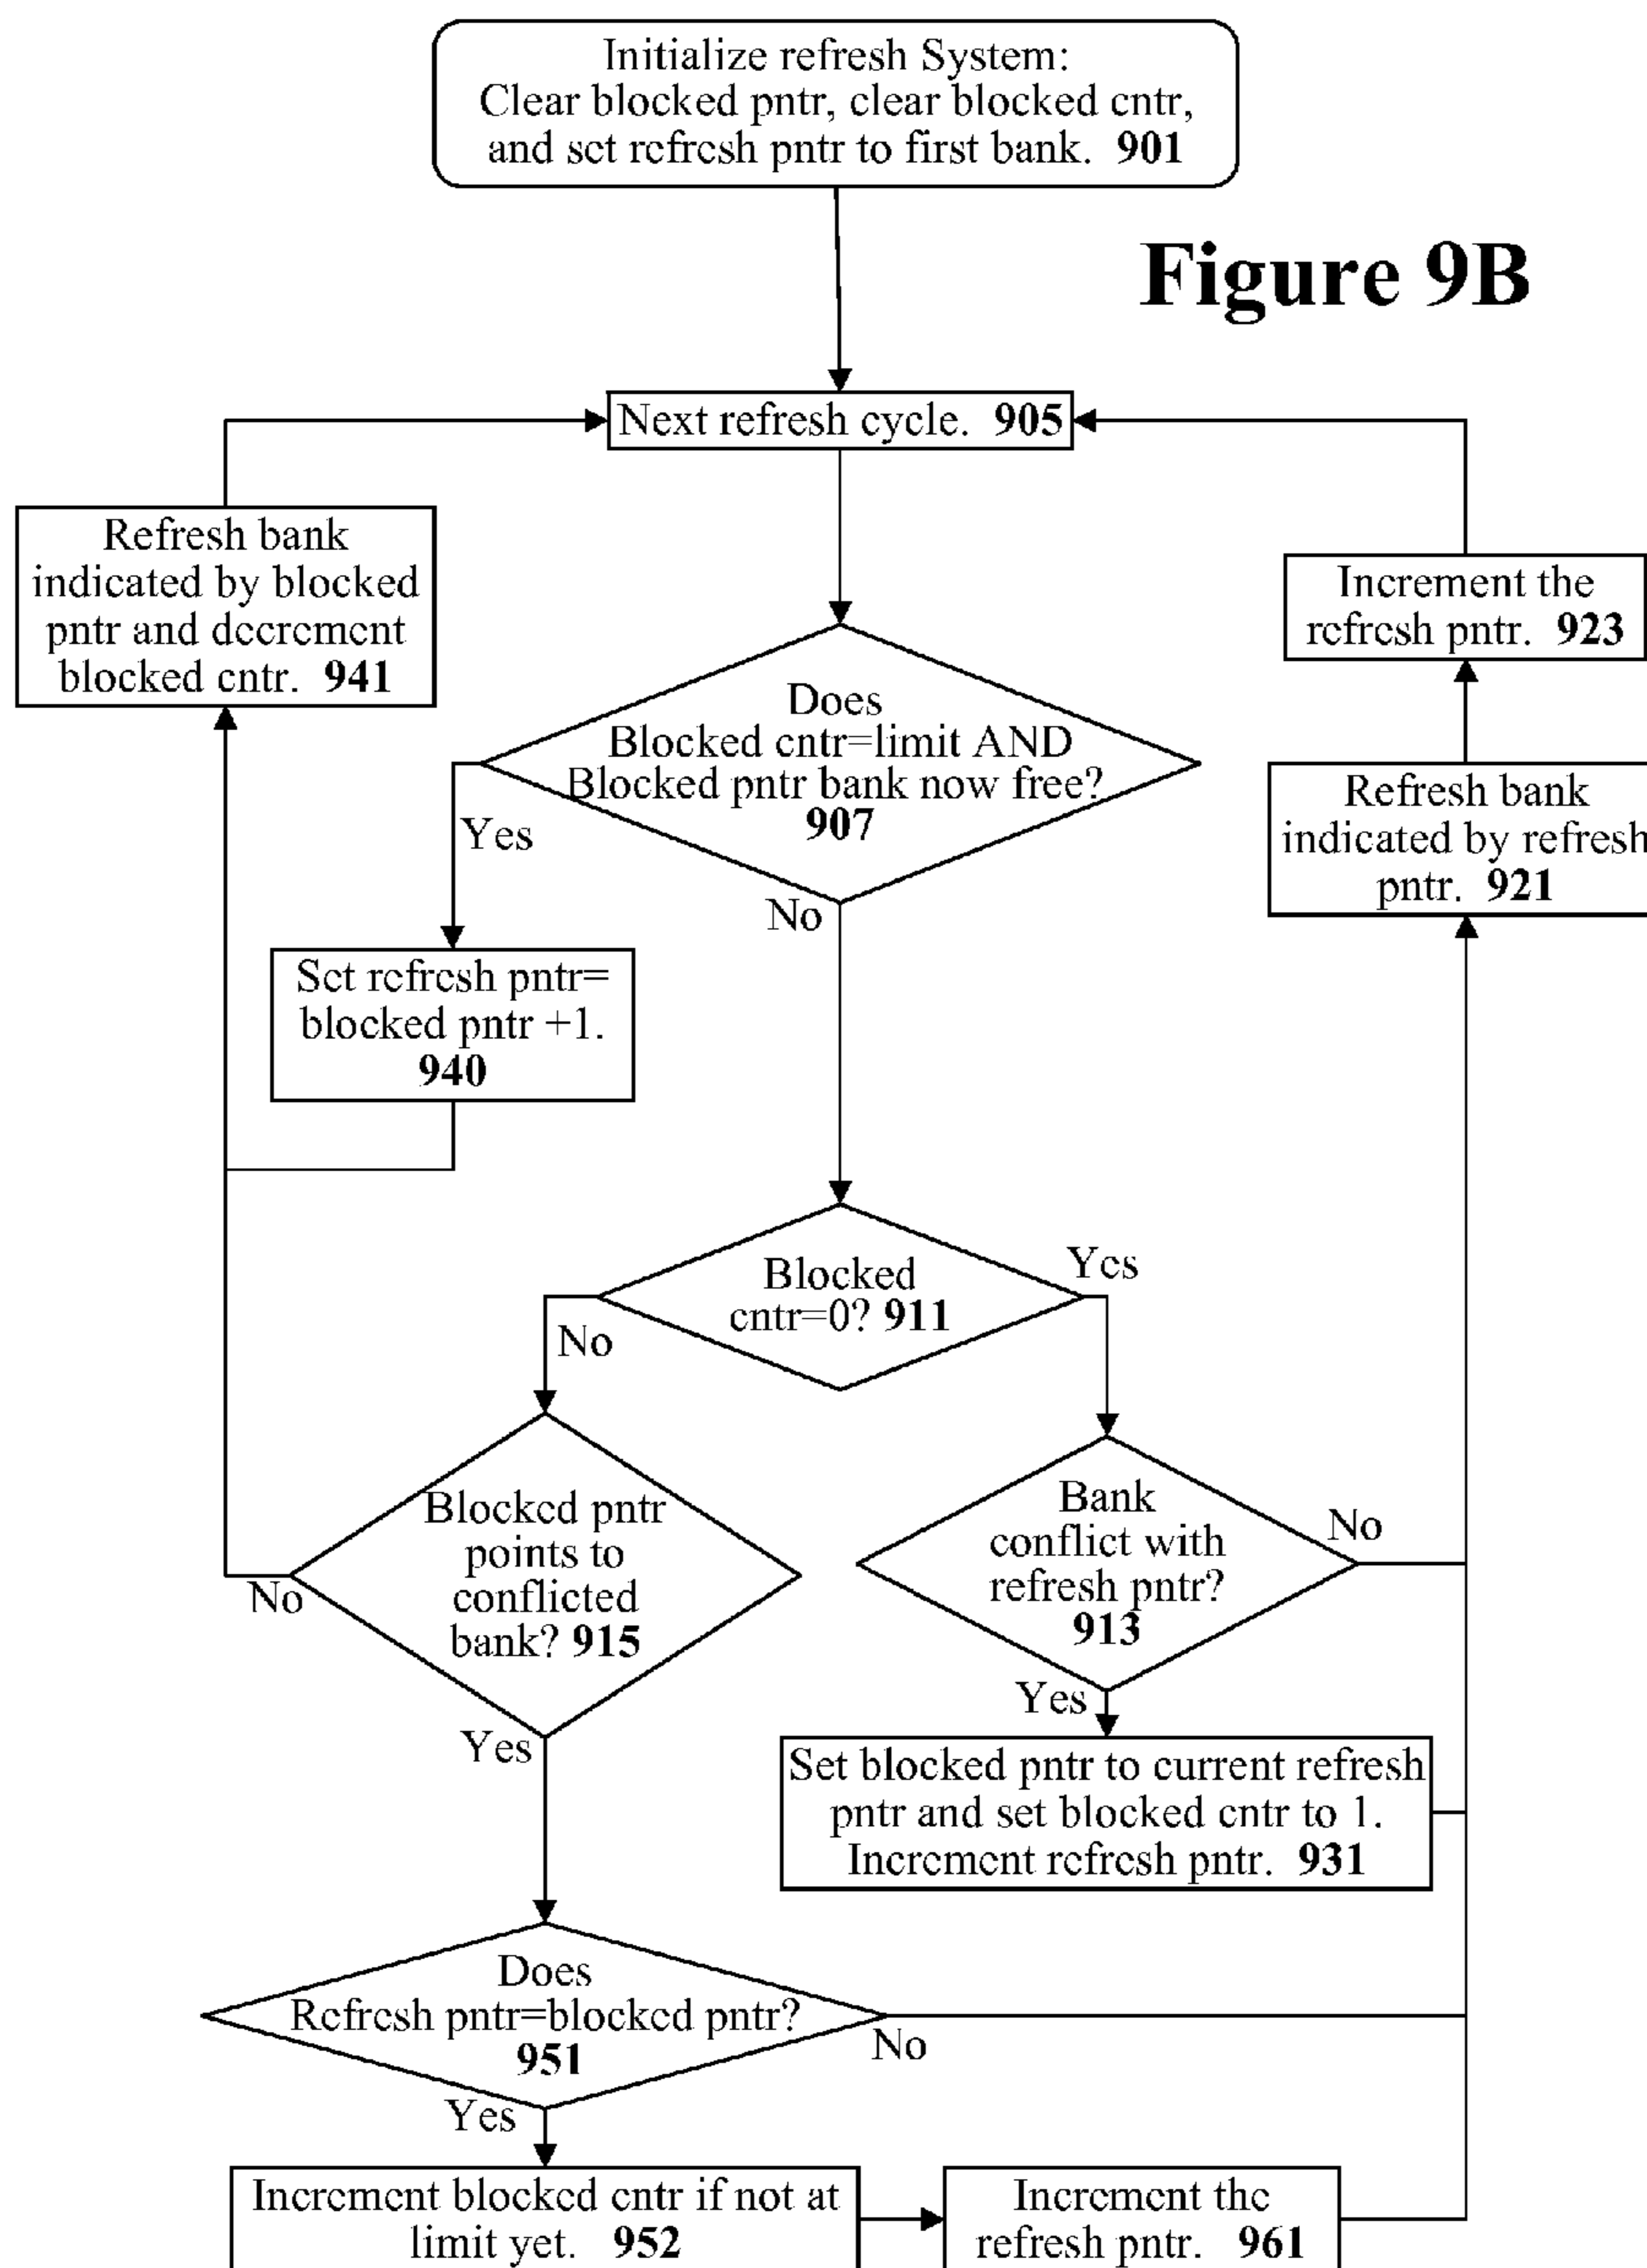 Initialize refresh System:
Clear blocked pntr, clear blocked cntr,
and set refresh pntr to first bank. 901
Figure 9B
Next refresh cycle. 905
Refresh bank
indicated by blocked
pntr and decrement
blocked cntr. 941
Increment the
refresh pntr. 923
Does
Blocked cntr=limit AND
Blocked pntr bank now free?
907
Yes
No
Refresh bank
indicated by refresh
pntr. 921
Set refresh pntr=
blocked pntr +1.
940
Blocked
cntr=0? 911
Yes
No
Blocked pntr
points to
conflicted
bank? 915
No
Yes
Bank
conflict with
refresh pntr?
913
No
Yes
Set blocked pntr to current refresh
pntr and set blocked cntr to 1.
Increment refresh pntr. 931
Does
Refresh pntr=blocked pntr?
951
No
Yes
Increment blocked cntr if not at
limit yet. 952
Increment the
refresh pntr. 961